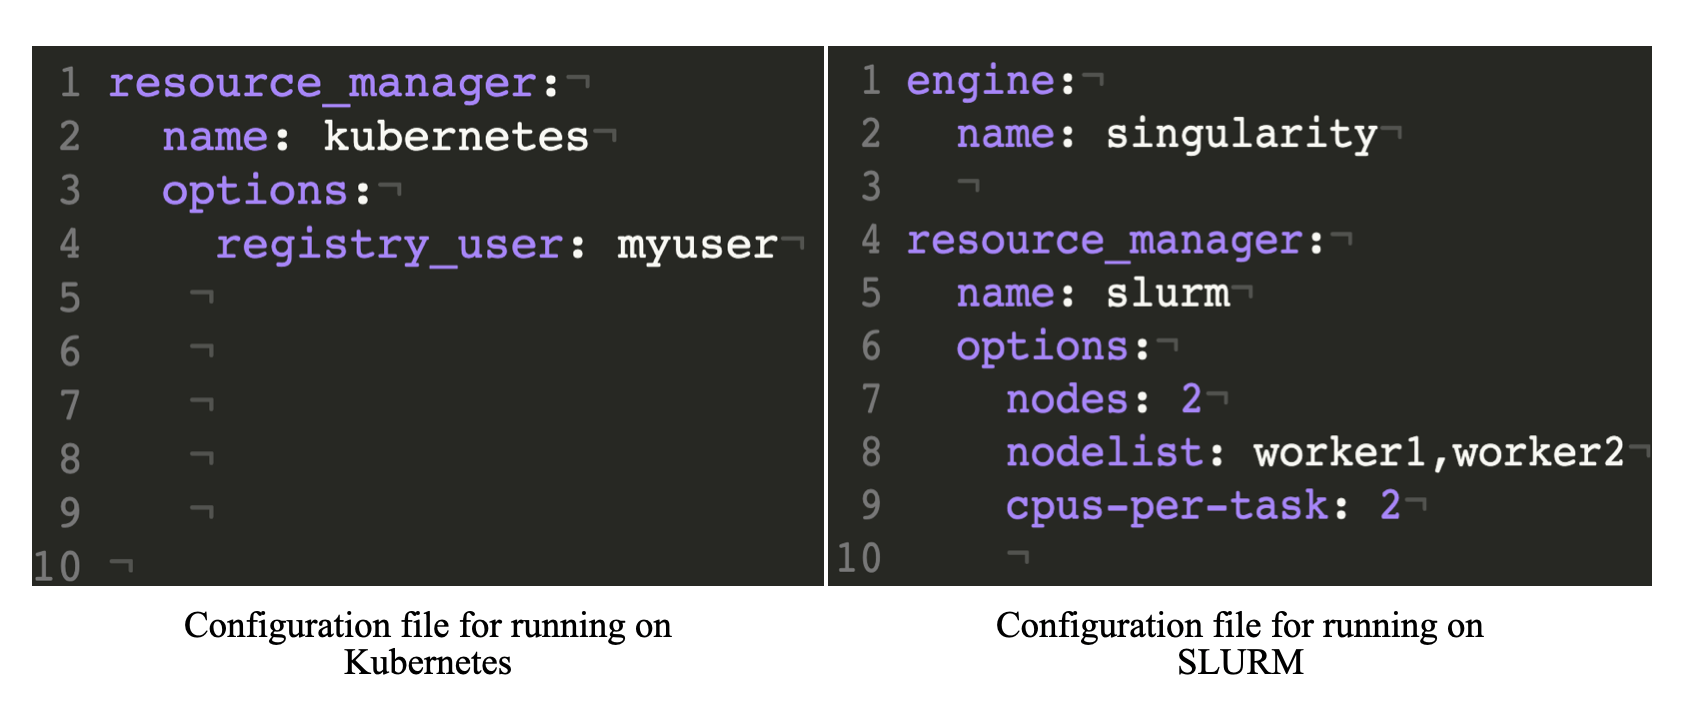 1 resource_manager:¬
2 name: kubernetes¬
3 options:¬
4 registry_user: myuser¬
5 ¬
6 ¬
7 ¬
8 ¬
9 ¬
10 ¬
Configuration file for running on
Kubernetes
1 engine:¬
2 name: singularity¬
3 ¬
4 resource_manager:¬
5 name: slurm¬
6 options:¬
7 nodes: 2¬
8 nodelist: worker1,worker2¬
9 cpus-per-task: 2¬
10 ¬
Configuration file for running on
SLURM